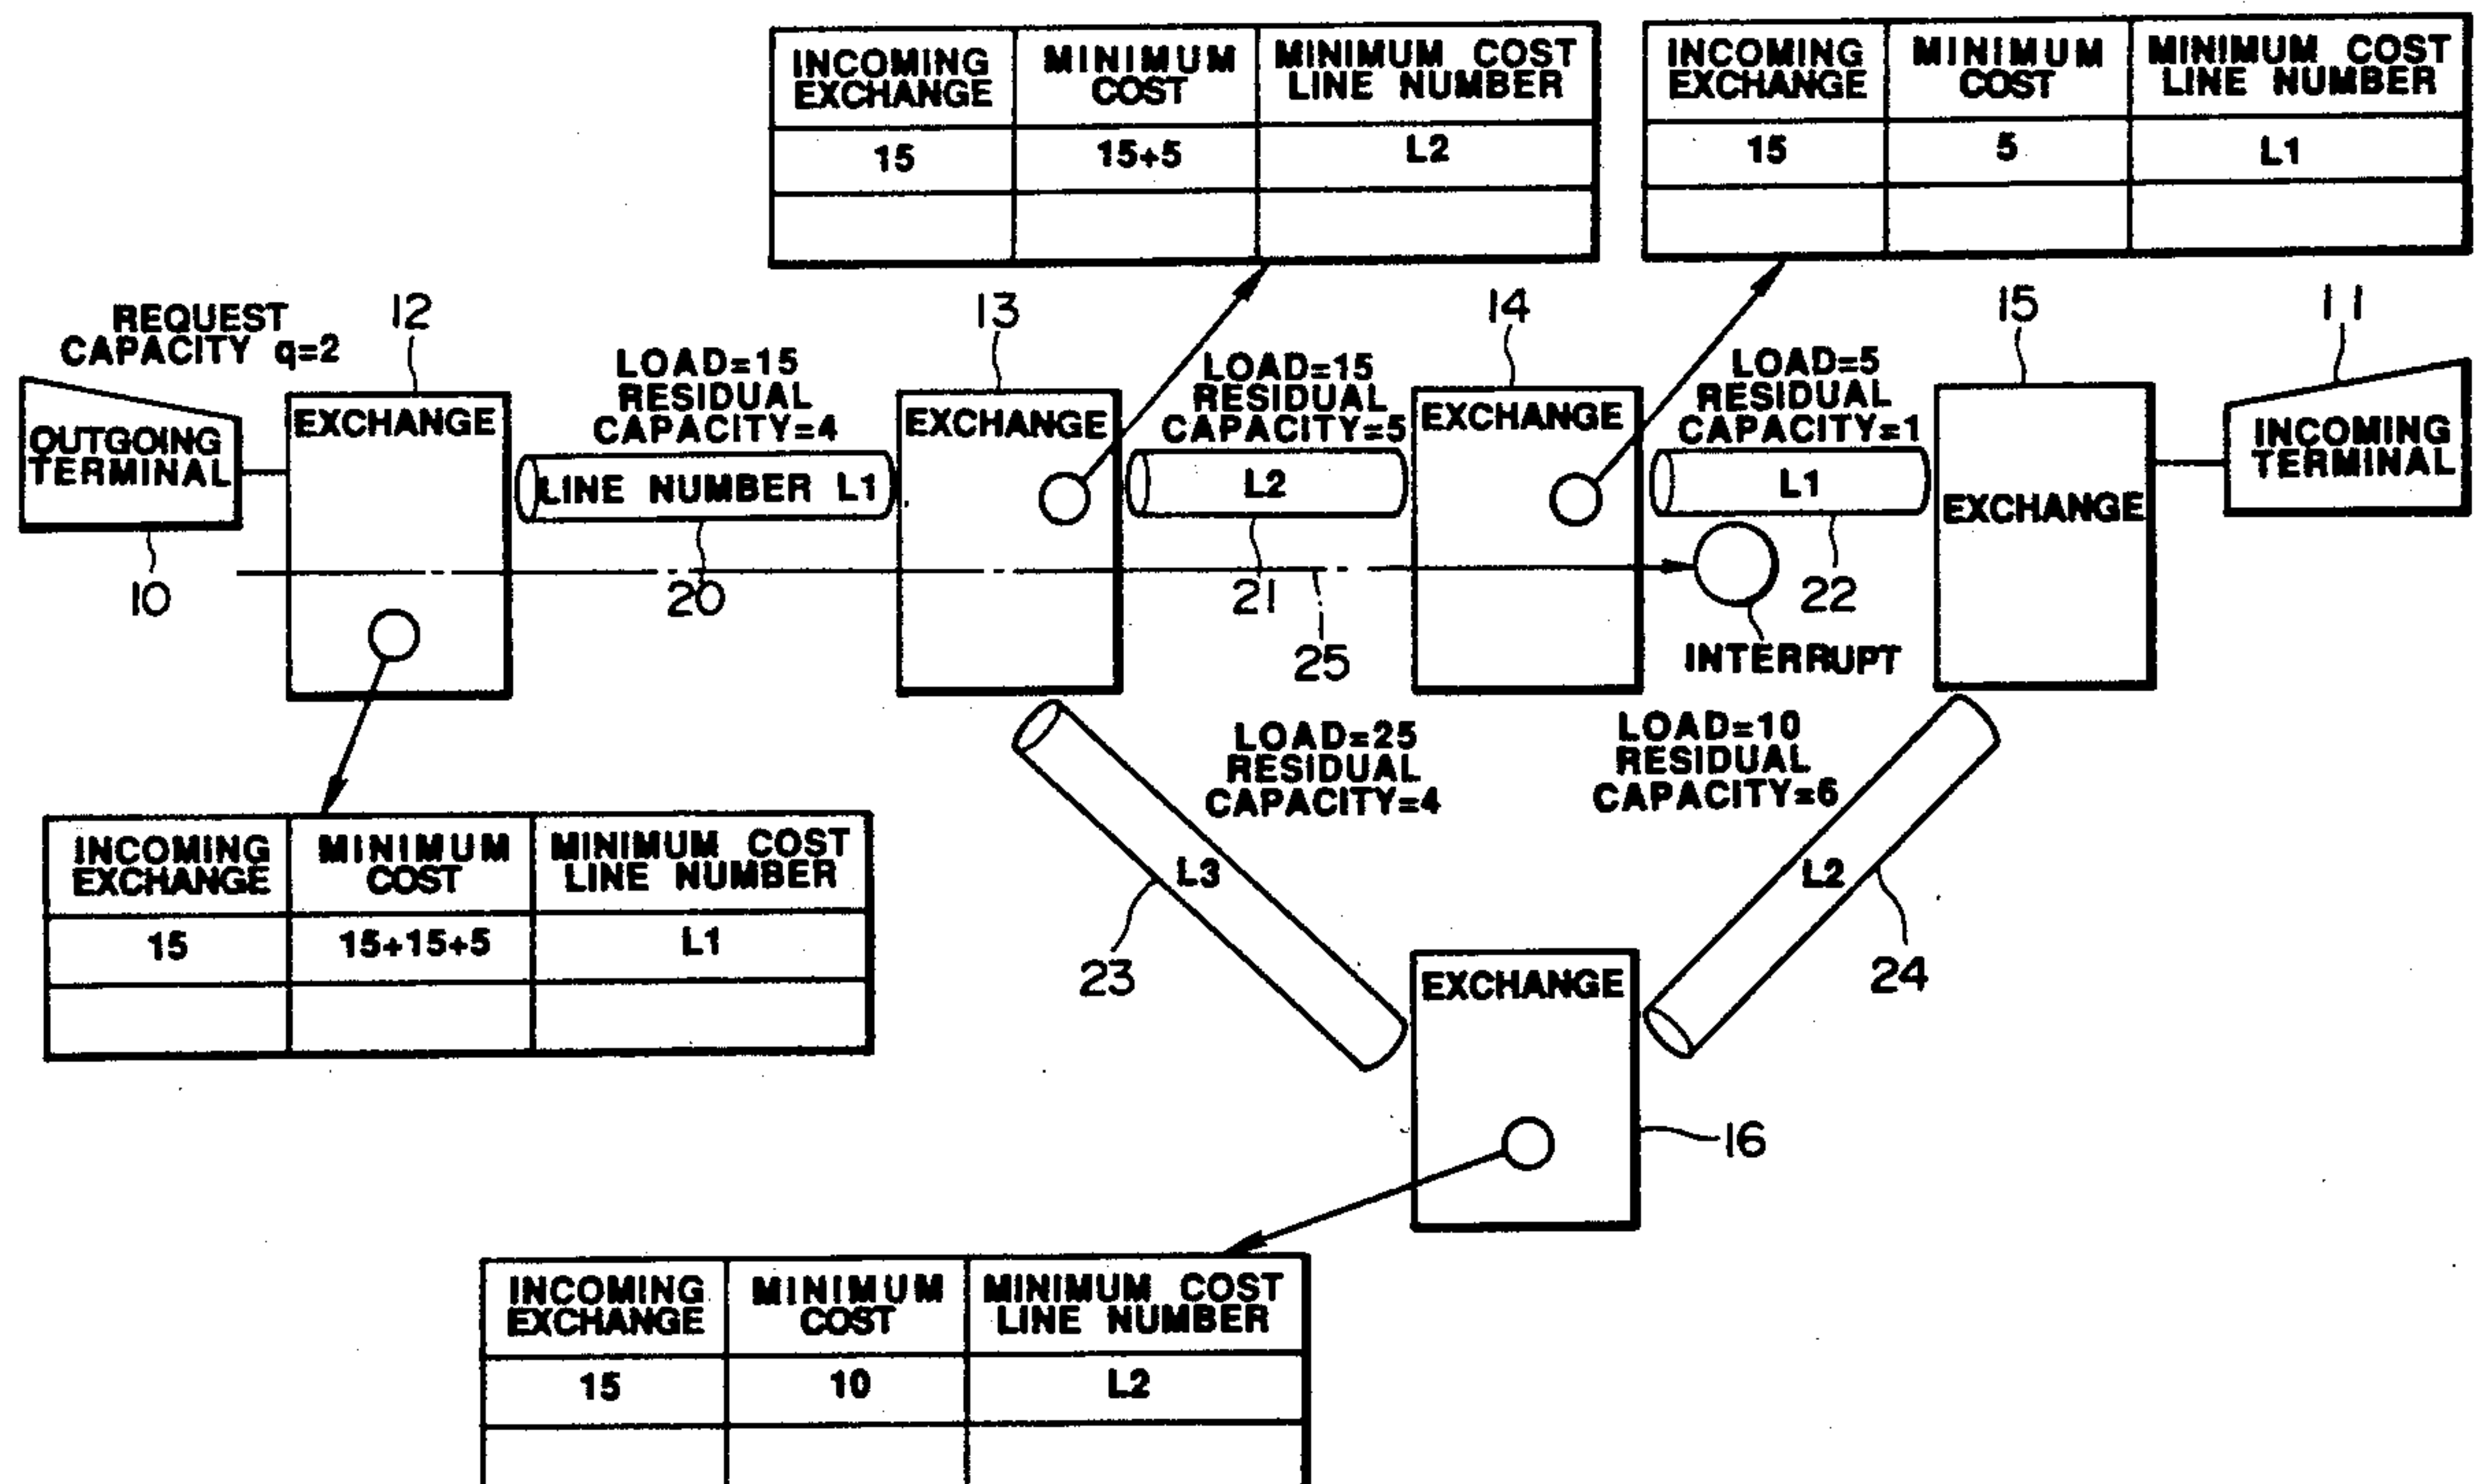 INCOMING EXCHANGE
MINIMUM COST
MINIMUM COST LINE NUMBER
15
15+5
L2
INCOMING EXCHANGE
MINIMUM COST
MINIMUM COST LINE NUMBER
15
5
L1
REQUEST
CAPACITY q=2
12
13
14
15
11
OUTGOING
TERMINAL
10
EXCHANGE
LOAD=15
RESIDUAL
CAPACITY=4
LINE NUMBER L1
20
EXCHANGE
LOAD=15
RESIDUAL
CAPACITY=5
L2
21
25
EXCHANGE
LOAD=5
RESIDUAL
CAPACITY=1
L1
22
INTERRUPT
EXCHANGE
INCOMING
TERMINAL
LOAD=25
RESIDUAL
CAPACITY=4
L3
23
LOAD=10
RESIDUAL
CAPACITY=6
L2
24
INCOMING EXCHANGE
MINIMUM COST
MINIMUM COST LINE NUMBER
15
15+15+5
L1
EXCHANGE
16
INCOMING EXCHANGE
MINIMUM COST
MINIMUM COST LINE NUMBER
15
10
L2